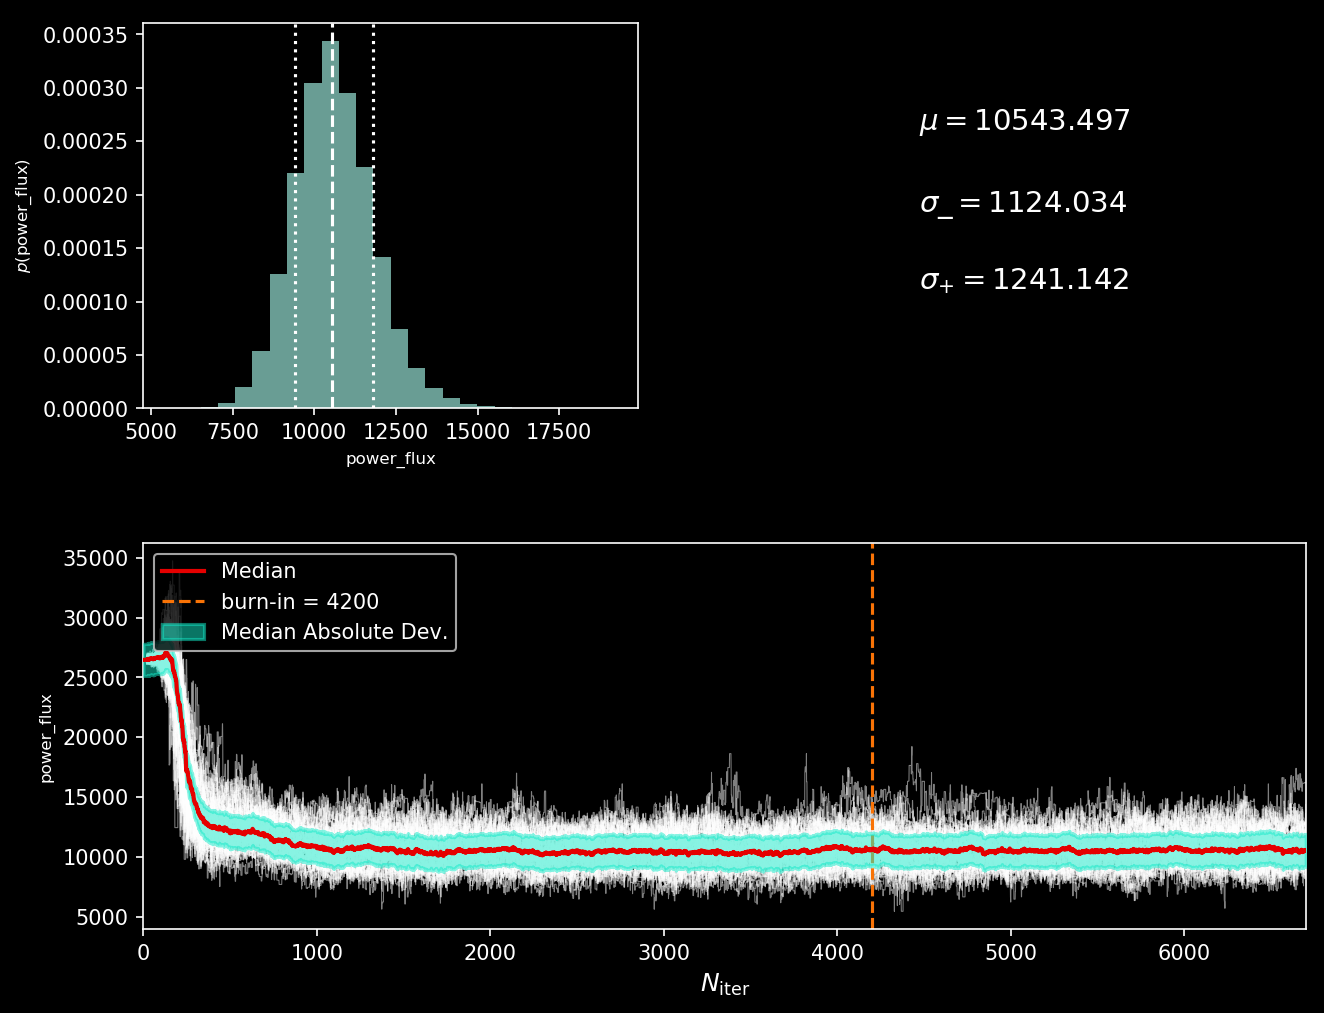 0.00035
0.00030
0.00025
0.00020
0.00015
0.00010
0.00005
0.00000
p(power_flux)
5000 7500 10000 12500 15000 17500
power_flux
μ = 10543.497
σ_ = 1124.034
σ+ = 1241.142
35000
30000
25000
20000
15000
10000
5000
power_flux
Median
burn-in = 4200
Median Absolute Dev.
0 1000 2000 3000 4000 5000 6000
Niter